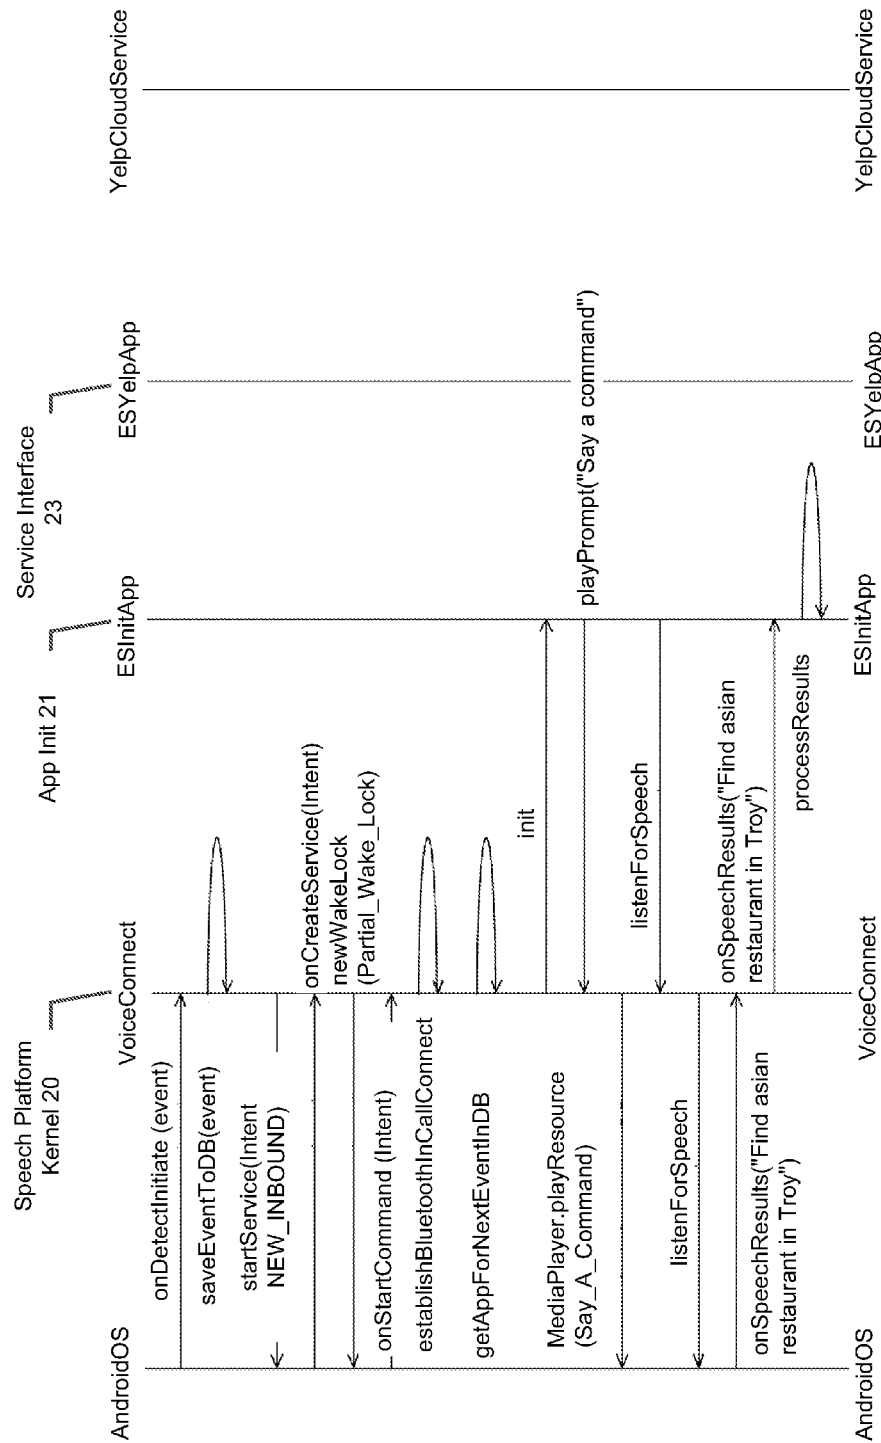 Speech Platform
Kernel 20
App Init 21
Service Interface
23
AndroidOS
VoiceConnect
ESInitApp
ESYelpApp
YelpCloudService
onDetectInitiate (event)
saveEventToDB(event)
startService(Intent
NEW_INBOUND)
onCreateService(Intent)
newWakeLock
(Partial_Wake_Lock)
onStartCommand (Intent)
establishBluetoothInCallConnect
getAppForNextEventInDB
init
playPrompt("Say a command")
MediaPlayer.playResource
(Say_A_Command)
listenForSpeech
listenForSpeech
onSpeechResults("Find asian
restaurant in Troy")
onSpeechResults("Find asian
restaurant in Troy")
processResults
AndroidOS
VoiceConnect
ESInitApp
ESYelpApp
YelpCloudService